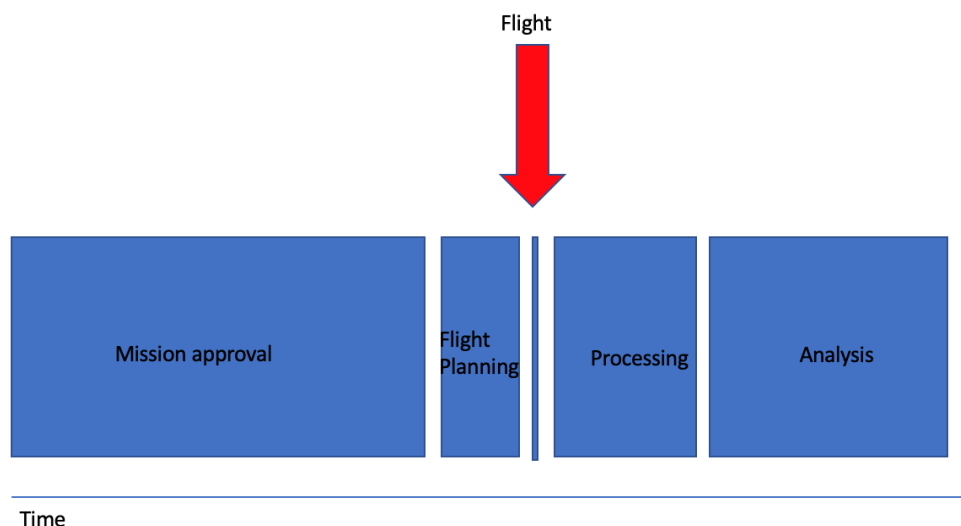 Flight
Mission approval
Flight
Planning
Processing
Analysis
Time